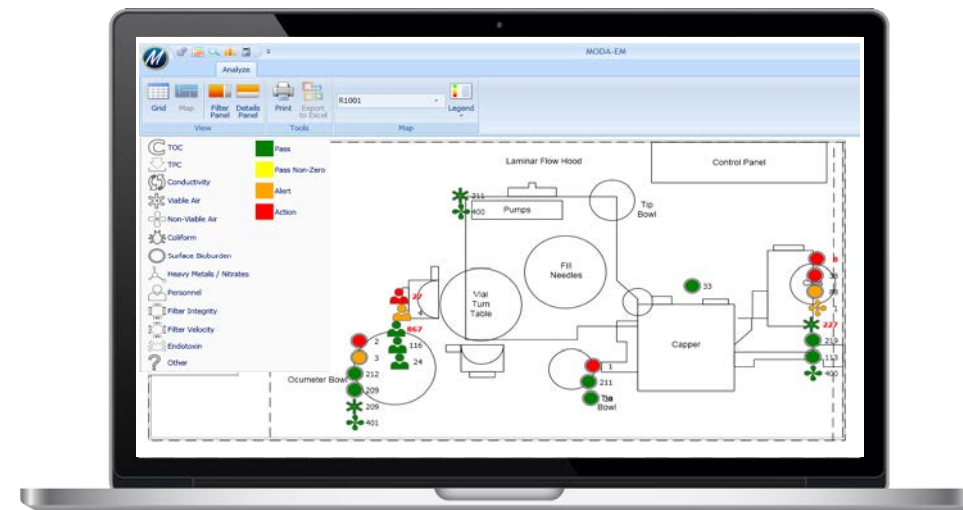 MODA-EM
Analyze
Grid
Map
Filter Panel
Details Panel
Print
Export to Excel
R1001
Legend
View
Tools
Map
TOC
TPC
Conductivity
Viable Air
Non-Viable Air
Coliform
Surface Bioburden
Heavy Metals / Nitrates
Personnel
Filter Integrity
Filter Velocity
Endotoxin
Other
Pass
Pass Non-Zero
Alert
Action
Laminar Flow Hood
Control Panel
211
400
Pumps
Tip
Bowl
Fill
Needles
33
Vial
Turn
Table
27
4
867
116
24
2
3
212
209
209
401
Ocumeter Bowl
Capper
1
211
Bowl
38
1
227
219
113
400